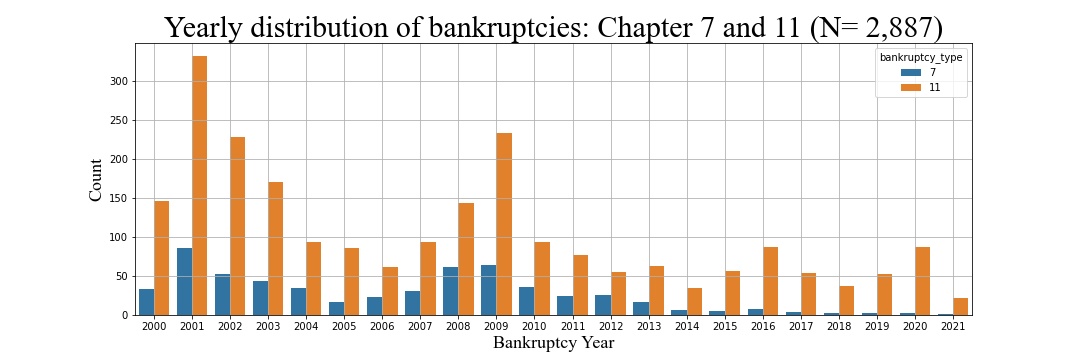 Yearly distribution of bankruptcies: Chapter 7 and 11 (N= 2,887)
bankruptcy_type
7
11
Count
300
250
200
150
100
50
0
2000 2001 2002 2003 2004 2005 2006 2007 2008 2009 2010 2011 2012 2013 2014 2015 2016 2017 2018 2019 2020 2021
Bankruptcy Year